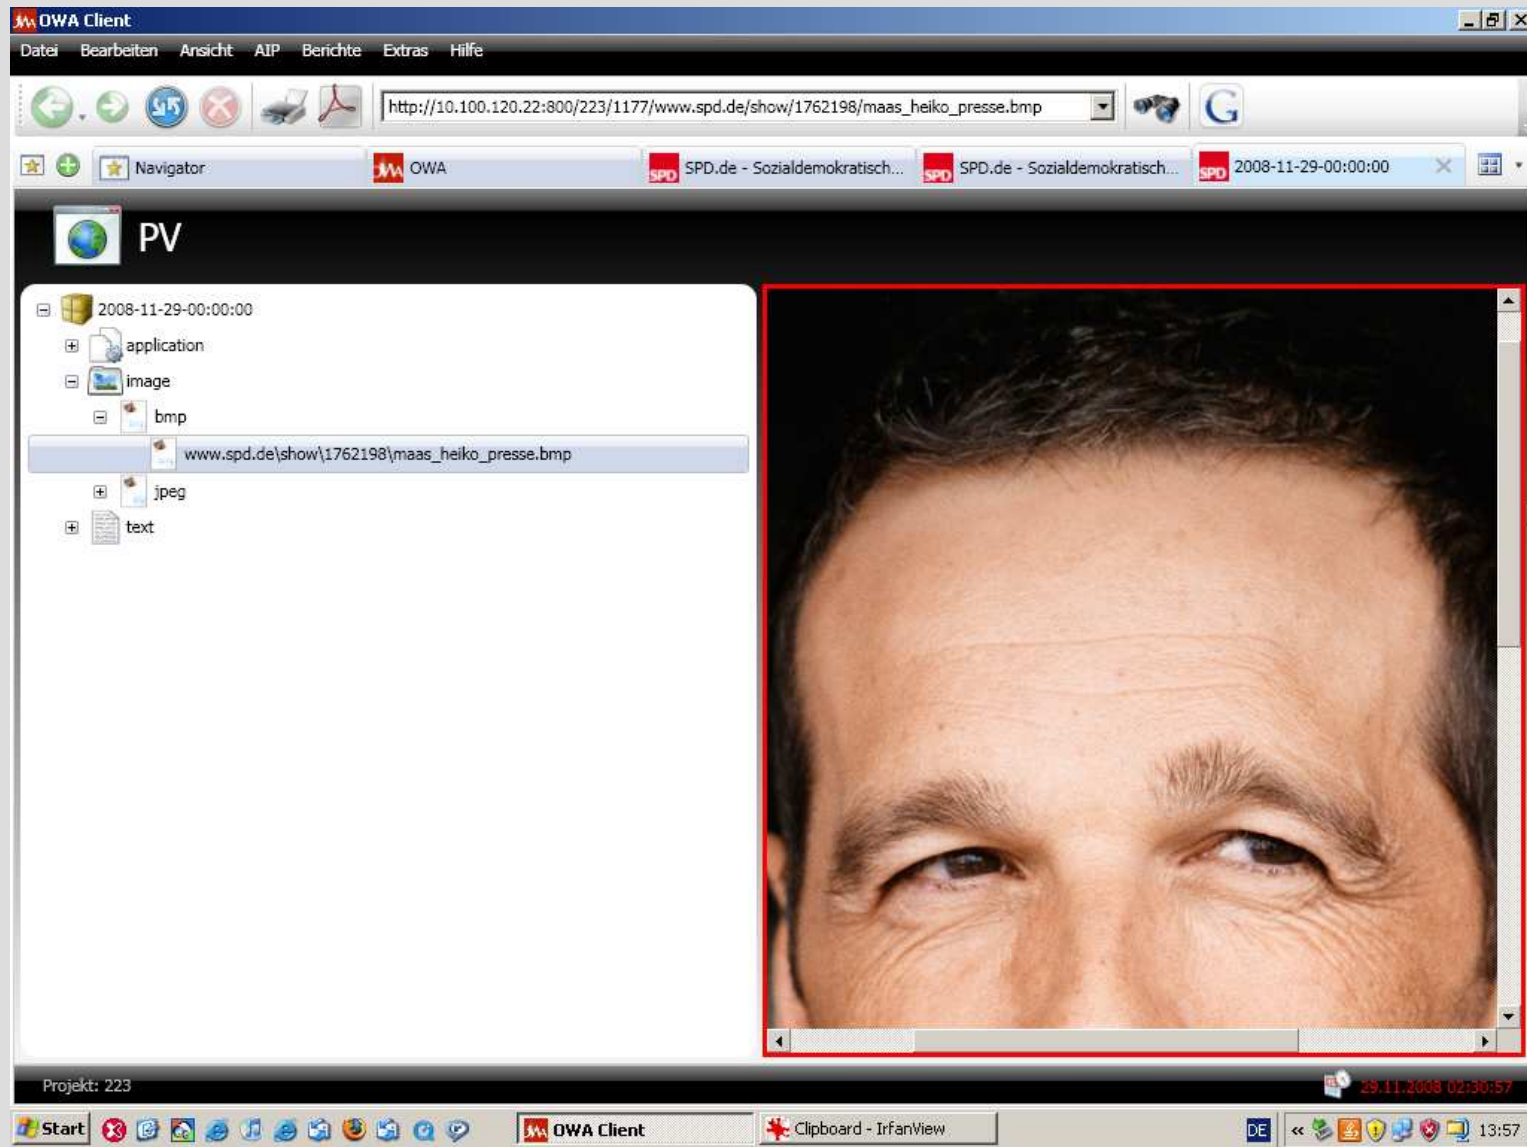 OWA Client
Datei Bearbeiten Ansicht AIP Berichte Extras Hilfe
http://10.100.120.22:800/223/1177/www.spd.de/show/1762198/maas_heiko_presse.bmp
G
Navigator
OWA
SPD SPD.de - Sozialdemokratisch...
SPD SPD.de - Sozialdemokratisch...
SPD 2008-11-29-00:00:00
PV
2008-11-29-00:00:00
application
image
bmp
www.spd.de\show\1762198\maas_heiko_presse.bmp
jpeg
text
Projekt: 223
29.11.2008 02:30:57
Start
OWA Client
Clipboard - IrfanView
DE
«
13:57